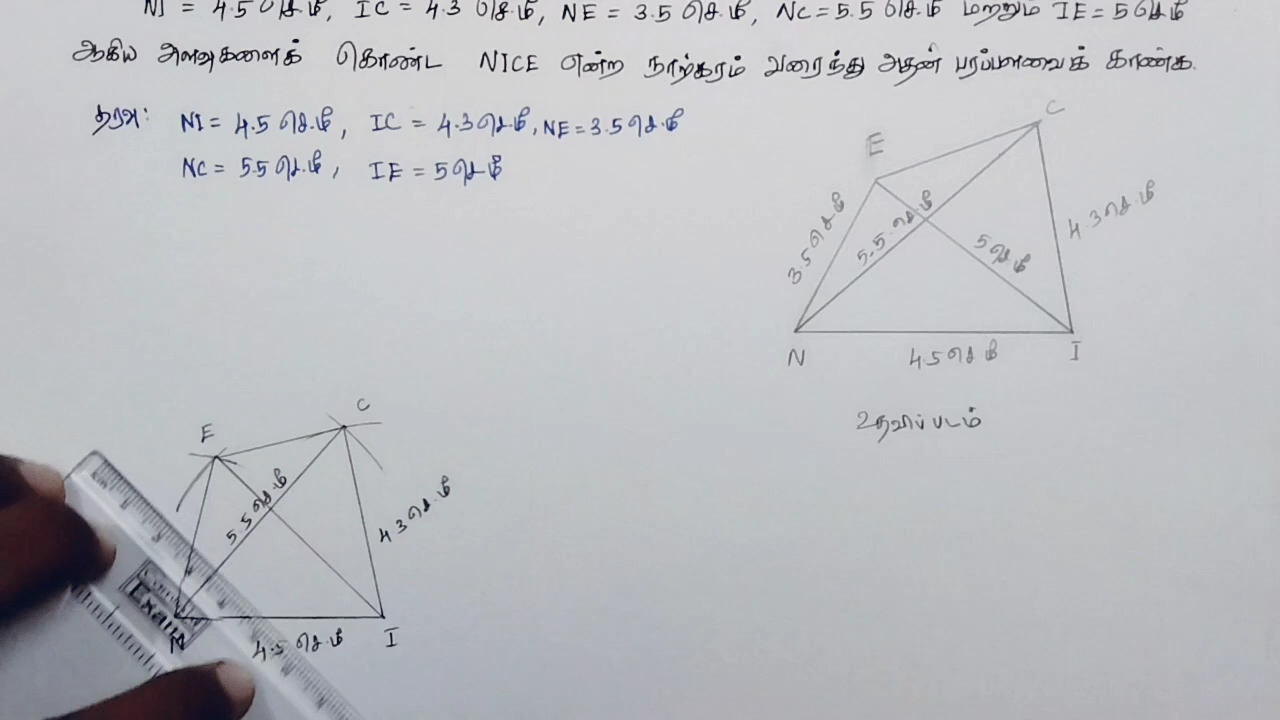 NI = 4.5 செ.மீ, IC = 4.3 செ.மீ, NE = 3.5 செ.மீ, NC = 5.5 செ.மீ மற்றும் IE = 5 செ.மீ
ஆகிய அளவுகளைக் கொண்ட NICE என்ற நாற்கரம் வரைந்து அதன் பரப்பளவைக் காண்க.
தரவு: NI = 4.5 செ.மீ, IC = 4.3 செ.மீ, NE = 3.5 செ.மீ
NC = 5.5 செ.மீ, IE = 5 செ.மீ
C
E
3.5 செ.மீ
5.5 செ.மீ
5 செ.மீ
4.3 செ.மீ
N
4.5 செ.மீ
I
உதவிப்படம்
C
E
5.5 செ.மீ
4.3 செ.மீ
N
4.5 செ.மீ
I